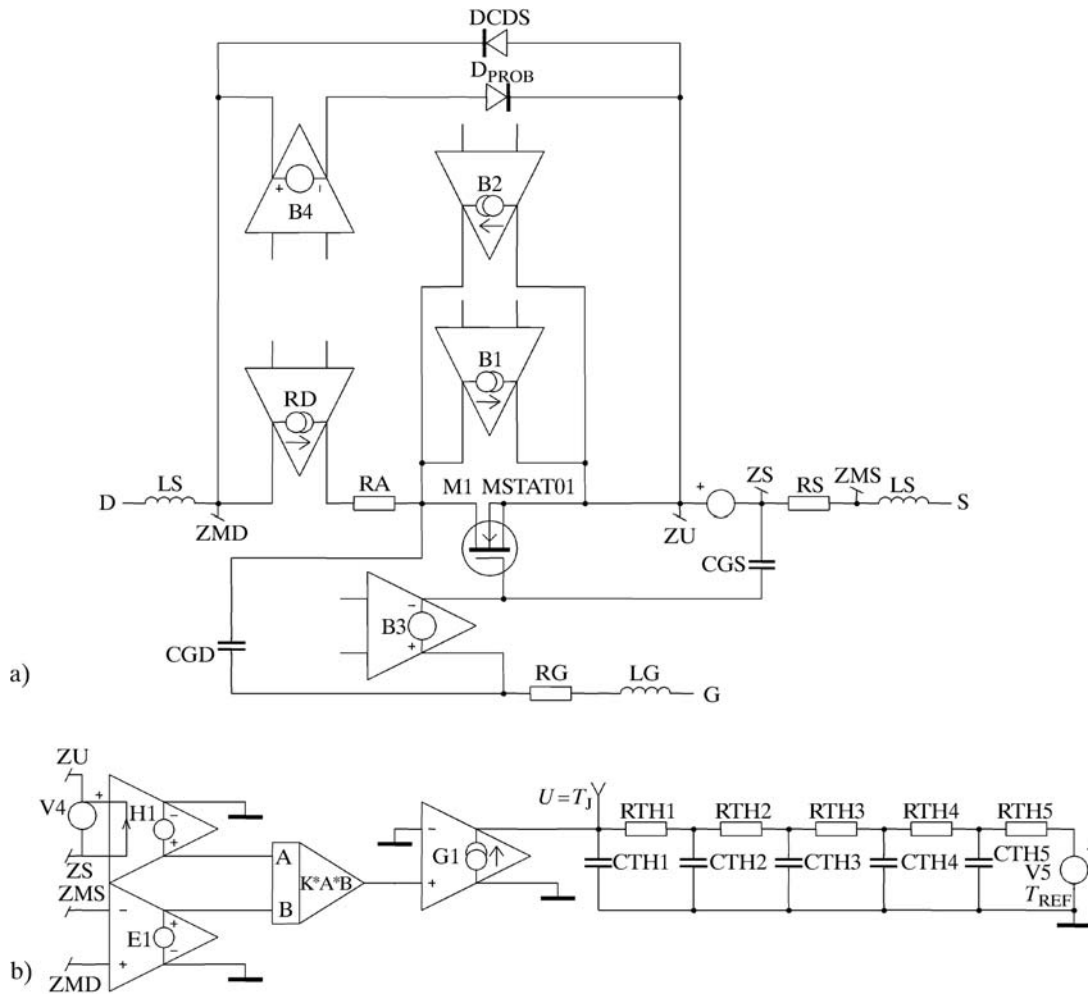 DCDS
D_PROB
B2
+ -
B4
B1
RD
LS
RA
M1 MSTAT01
+
ZS
RS
ZMS
LS
D
S
ZMD
ZU
CGS
-
B3
+
CGD
RG
LG
G
a)
ZU
V4
+
H1
-
+
ZS
ZMS
-
E1
+
-
+
ZMD
A
K*A*B
B
-
G1
+
U = T_J
RTH1
RTH2
RTH3
RTH4
RTH5
CTH1
CTH2
CTH3
CTH4
CTH5
V5
T_REF
b)